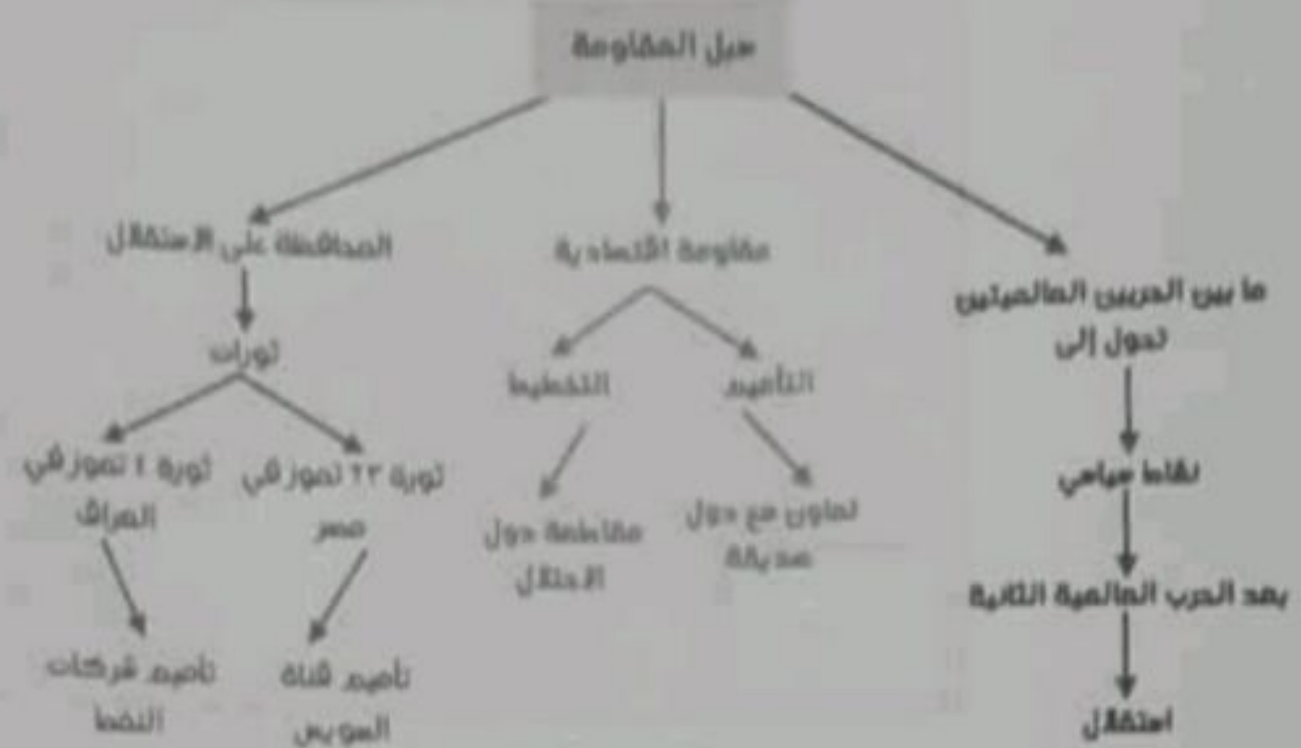 سبل المقاومة
ما بين الحربين العالميتين
تحول إلى
نشاط سياسي
بعد الحرب العالمية الثانية
استقلال
مقاومة اقتصادية
التأميم
تعاون مع دول
صديقة
التخطيط
مقاطعة دول
الاحتلال
المحافظة على الاستقلال
ثورات
ثورة ٢٣ تموز في
مصر
تأميم قناة
السويس
ثورة ٤ تموز في
العراق
تأميم شركات
النفط